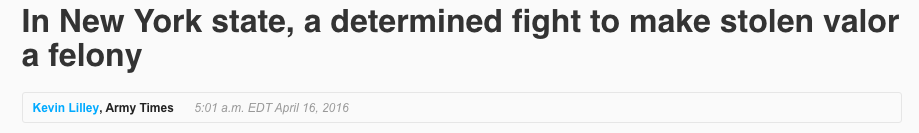 In New York state, a determined fight to make stolen valor
a felony
Kevin Lilley, Army Times 5:01 a.m. EDT April 16, 2016